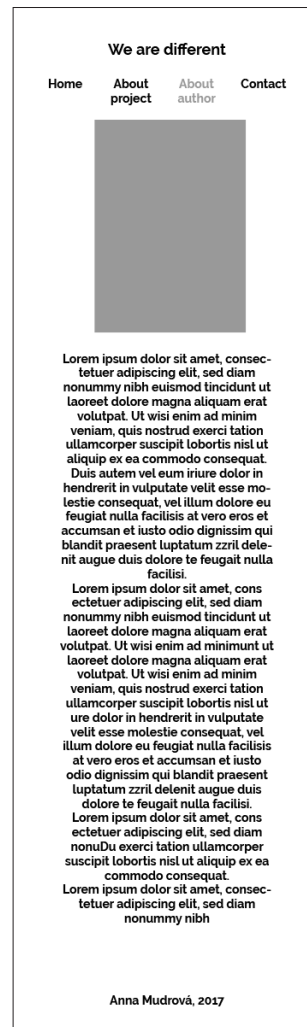 We are different
Home About project About author Contact
Lorem ipsum dolor sit amet, consec-
tetuer adipiscing elit, sed diam
nonummy nibh euismod tincidunt ut
laoreet dolore magna aliquam erat
volutpat. Ut wisi enim ad minim
veniam, quis nostrud exerci tation
ullamcorper suscipit lobortis nisl ut
aliquip ex ea commodo consequat.
Duis autem vel eum iriure dolor in
hendrerit in vulputate velit esse mo-
lestie consequat, vel illum dolore eu
feugiat nulla facilisis at vero eros et
accumsan et iusto odio dignissim qui
blandit praesent luptatum zzril dele-
nit augue duis dolore te feugait nulla
facilisi.
Lorem ipsum dolor sit amet, cons
ectetuer adipiscing elit, sed diam
nonummy nibh euismod tincidunt ut
laoreet dolore magna aliquam erat
volutpat. Ut wisi enim ad minimunt ut
laoreet dolore magna aliquam erat
volutpat. Ut wisi enim ad minim
veniam, quis nostrud exerci tation
ullamcorper suscipit lobortis nisl ut
ure dolor in hendrerit in vulputate
velit esse molestie consequat, vel
illum dolore eu feugiat nulla facilisis
at vero eros et accumsan et iusto
odio dignissim qui blandit praesent
luptatum zzril delenit augue duis
dolore te feugait nulla facilisi.
Lorem ipsum dolor sit amet, cons
ectetuer adipiscing elit, sed diam
nonuDu exerci tation ullamcorper
suscipit lobortis nisl ut aliquip ex ea
commodo consequat.
Lorem ipsum dolor sit amet, consec-
tetuer adipiscing elit, sed diam
nonummy nibh
Anna Mudrová, 2017